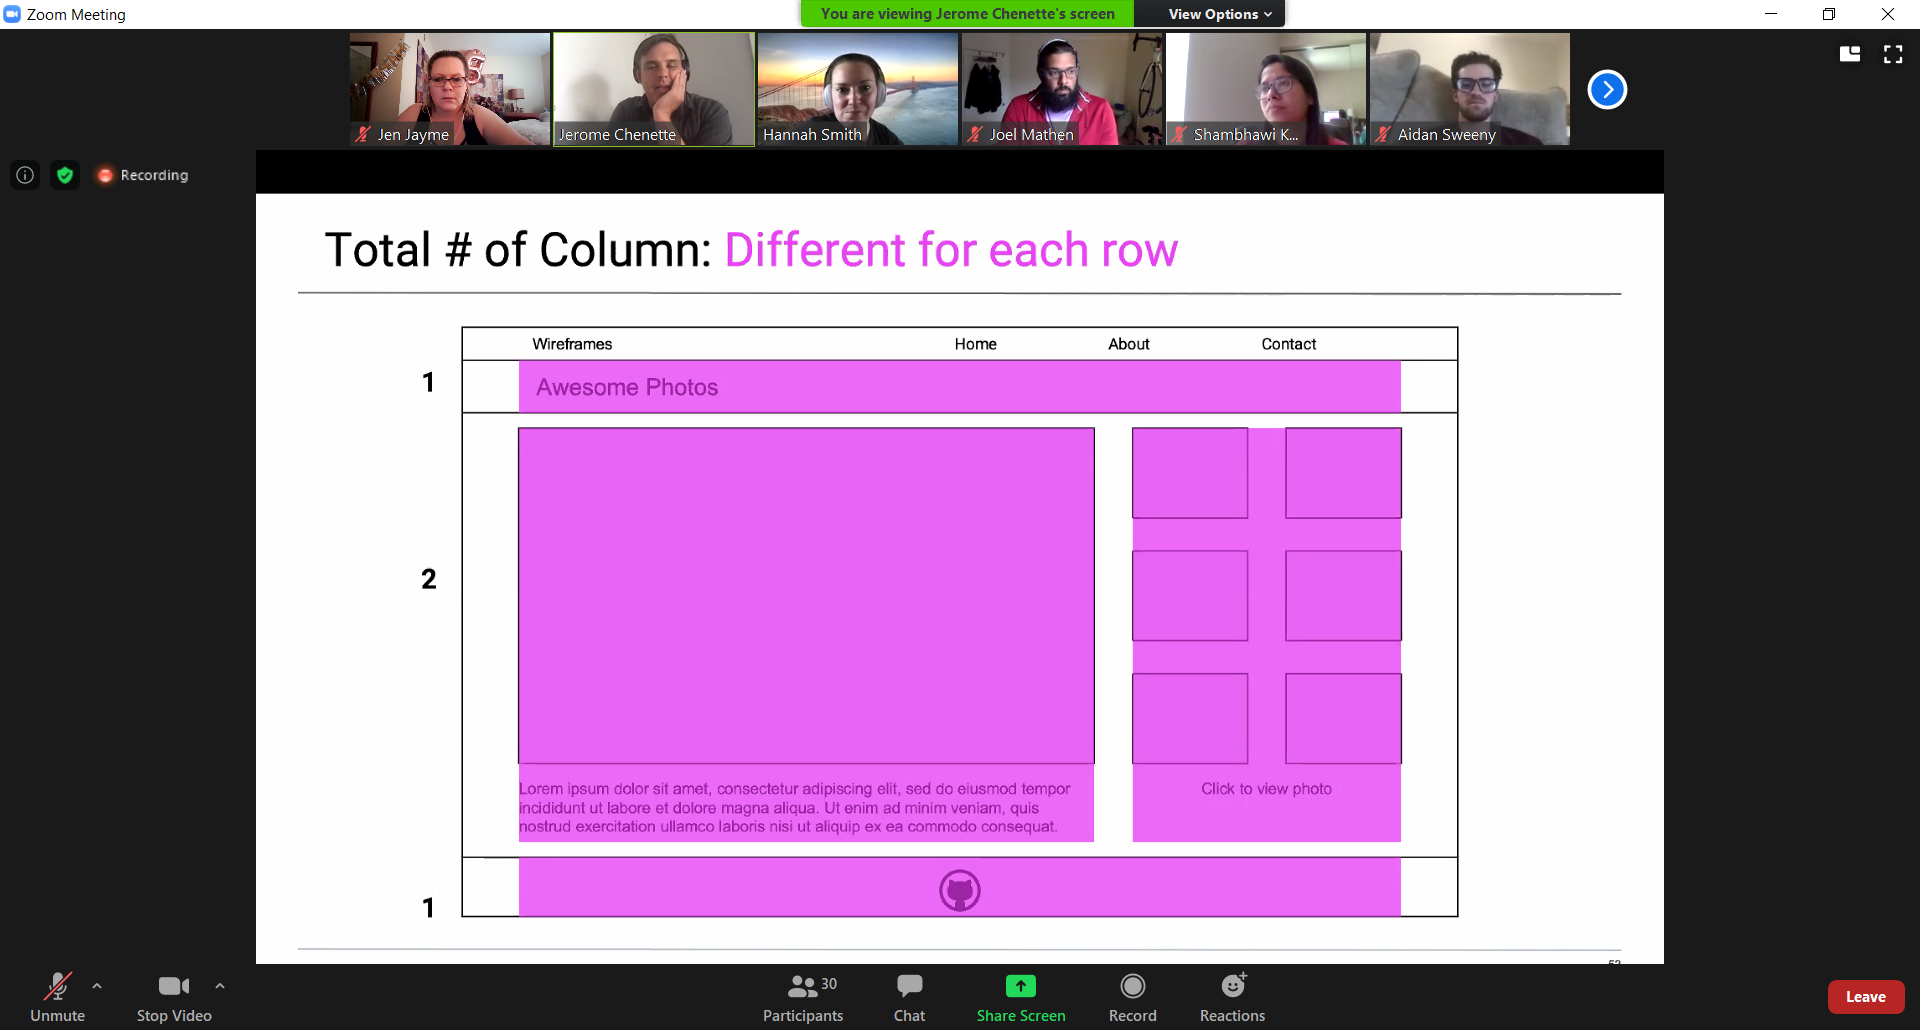 Zoom Meeting
You are viewing Jerome Chenette's screen
View Options
Jen Jayme
Jerome Chenette
Hannah Smith
Joel Mathen
Shambhawi K...
Aidan Sweeny
Recording
Total # of Column: Different for each row
Wireframes Home About Contact
1
Awesome Photos
2
Lorem ipsum dolor sit amet, consectetur adipiscing elit, sed do eiusmod tempor
incididunt ut labore et dolore magna aliqua. Ut enim ad minim veniam, quis
nostrud exercitation ullamco laboris nisi ut aliquip ex ea commodo consequat.
Click to view photo
1
Unmute
Stop Video
30
Participants
Chat
Share Screen
Record
Reactions
Leave